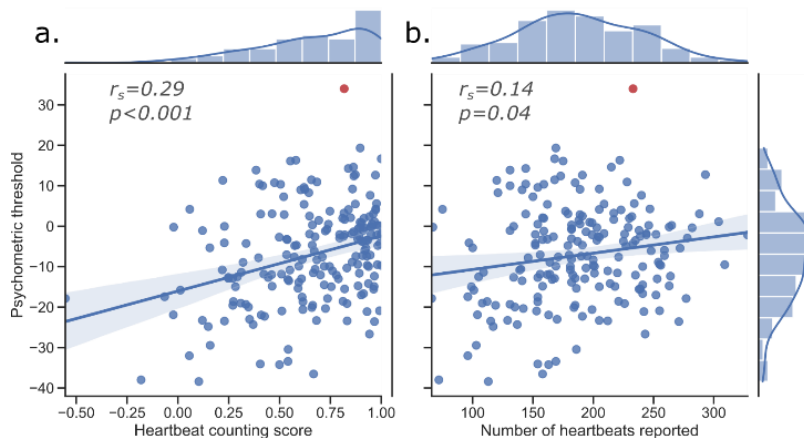 a.
b.
r_s=0.29
p<0.001
r_s=0.14
p=0.04
Psychometric threshold
30
20
10
0
−10
−20
−30
−40
−0.50 −0.25 0.00 0.25 0.50 0.75 1.00
100 150 200 250 300
Heartbeat counting score
Number of heartbeats reported